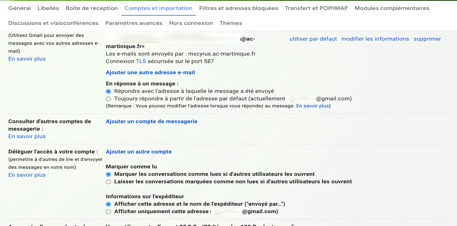 Général Libellés Boîte de réception Comptes et importation Filtres et adresses bloquées Transfert et POP/IMAP Modules complémentaires
Discussions et visioconférences Paramètres avancés Hors connexion Thèmes
(Utilisez Gmail pour envoyer des messages avec vos autres adresses e-mail)
En savoir plus
@ac-martinique.fr>
Les e-mails sont envoyés par : mxcyrus.ac-martinique.fr
Connexion TLS sécurisée sur le port 587
utiliser par défaut modifier les informations supprimer
Ajouter une autre adresse e-mail
En réponse à un message :
Répondre avec l'adresse à laquelle le message a été envoyé
Toujours répondre à partir de l'adresse par défaut (actuellement @gmail.com)
(Remarque : Vous pouvez modifier l'adresse lorsque vous répondez au message. En savoir plus)
Consulter d'autres comptes de messagerie :
En savoir plus
Ajouter un compte de messagerie
Déléguer l'accès à votre compte :
(permettre à d'autres de lire et d'envoyer des messages en votre nom)
En savoir plus
Ajouter un autre compte
Marquer comme lu
Marquer les conversations comme lues si d'autres utilisateurs les ouvrent
Laisser les conversations marquées comme non lues si d'autres utilisateurs les ouvrent
Informations sur l'expéditeur
Afficher cette adresse et le nom de l'expéditeur ("envoyé par...")
Afficher uniquement cette adresse : @gmail.com)